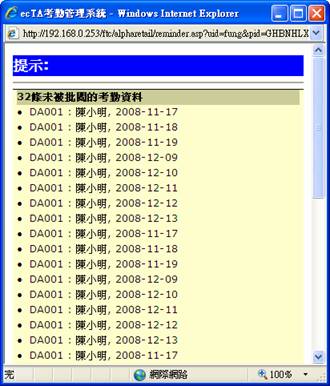 ecTA考勤管理系統 - Windows Internet Explorer
http://192.168.0.253/ftc/alpharetail/reminder.asp?uid=fung&pid=GHBNHLX
提示:
32條未被批閱的考勤資料
• DA001 : 陳小明, 2008-11-17
• DA001 : 陳小明, 2008-11-18
• DA001 : 陳小明, 2008-11-19
• DA001 : 陳小明, 2008-12-09
• DA001 : 陳小明, 2008-12-10
• DA001 : 陳小明, 2008-12-11
• DA001 : 陳小明, 2008-12-12
• DA001 : 陳小明, 2008-12-13
• DA001 : 陳小明, 2008-11-17
• DA001 : 陳小明, 2008-11-18
• DA001 : 陳小明, 2008-11-19
• DA001 : 陳小明, 2008-12-09
• DA001 : 陳小明, 2008-12-10
• DA001 : 陳小明, 2008-12-11
• DA001 : 陳小明, 2008-12-12
• DA001 : 陳小明, 2008-12-13
• DA001 : 陳小明, 2008-11-17
完 網際網路 100%